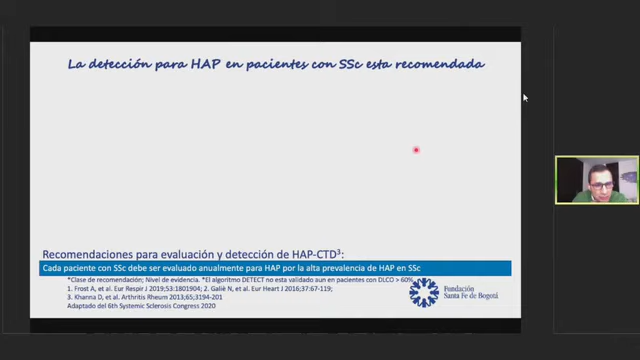 La detección para HAP en pacientes con SSc esta recomendada
Recomendaciones para evaluación y detección de HAP-CTD³:
Cada paciente con SSc debe ser evaluado anualmente para HAP por la alta prevalencia de HAP en SSc
*Clase de recomendación; Nivel de evidencia. *El algoritmo DETECT no esta validado aun en pacientes con DLCO > 60%
1. Frost A, et al. Eur Respir J 2019;53:1801904; 2. Galiè N, et al. Eur Heart J 2016;37:67-119;
3. Khanna D, et al. Arthritis Rheum 2013;65:3194-201
Adaptado del 6th Systemic Sclerosis Congress 2020
Fundación
Santa Fe de Bogotá